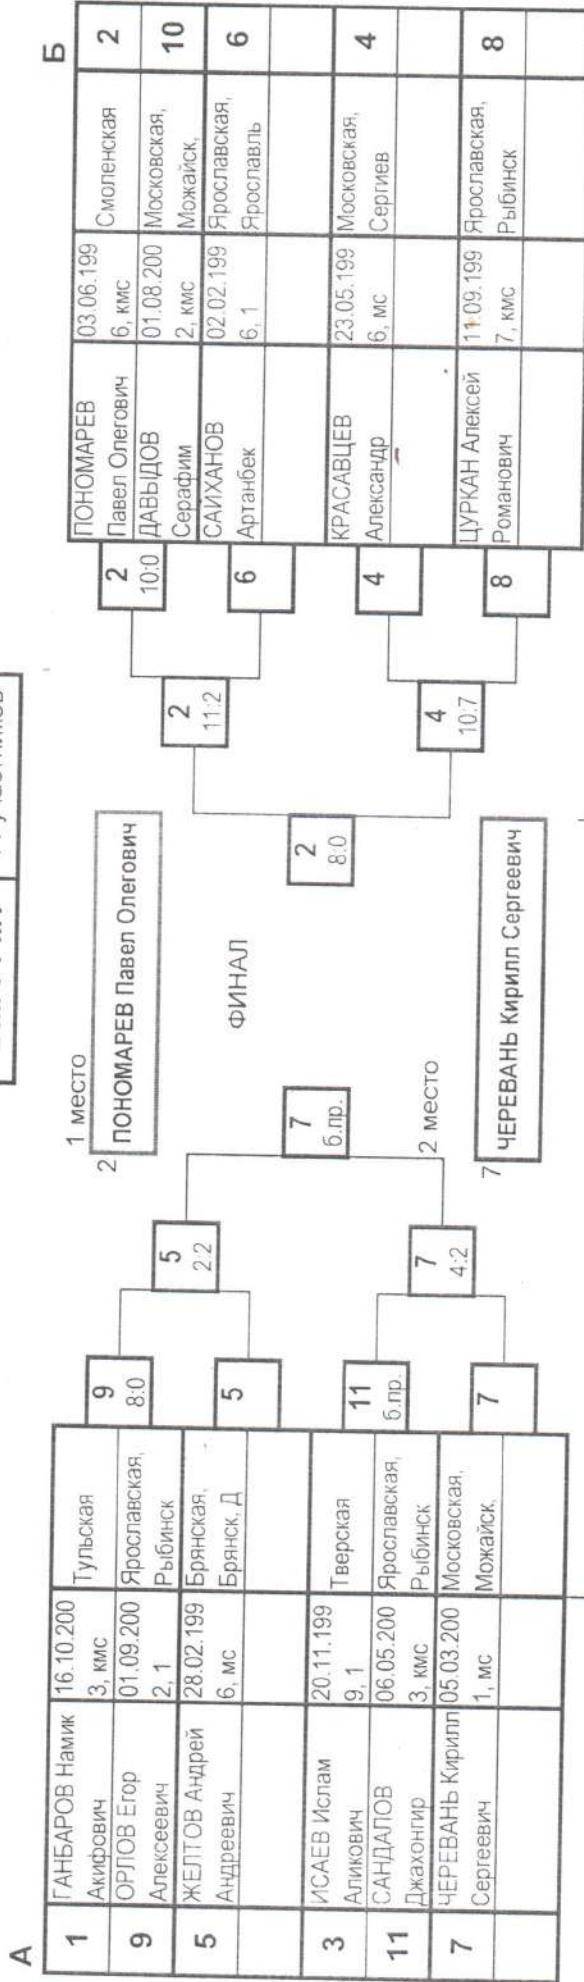 А
1 ГАНБАРОВ Намик 16.10.200 Тульская
Акифович 3, кмс
9 ОРЛОВ Егор 01.09.200 Ярославская,
Алексеевич 2, 1 Рыбинск
5 ЖЕЛТОВ Андрей 28.02.199 Брянская,
Андреевич 6, мс Брянск, Д
3 ИСАЕВ Ислам 20.11.199 Тверская
Аликович 9, 1
11 САНДАЛОВ 06.05.200 Ярославская,
Джахонгир 3, кмс Рыбинск
7 ЧЕРЕВАНЬ Кирилл 05.03.200 Московская,
Сергеевич 1, мс Можайск,
9
8:0
5
11
б.пр.
7
5
2:2
7
4:2
7
б.пр.
1 место
2 ПОНОМАРЕВ Павел Олегович
ФИНАЛ
2 место
7 ЧЕРЕВАНЬ Кирилл Сергеевич
2
8:0
2
11:2
4
10:7
2
10:0
6
4
8
Б
ПОНОМАРЕВ 03.06.199 Смоленская 2
Павел Олегович 6, кмс
ДАВЫДОВ 01.08.200 Московская, 10
Серафим 2, кмс Можайск,
САИХАНОВ 02.02.199 Ярославская, 6
Артанбек 6, 1 Ярославль
КРАСАВЦЕВ 23.05.199 Московская, 4
Александр 6, мс Сергиев
ЦУРКАН Алексей 11.09.199 Ярославская, 8
Романович 7, кмс Рыбинск